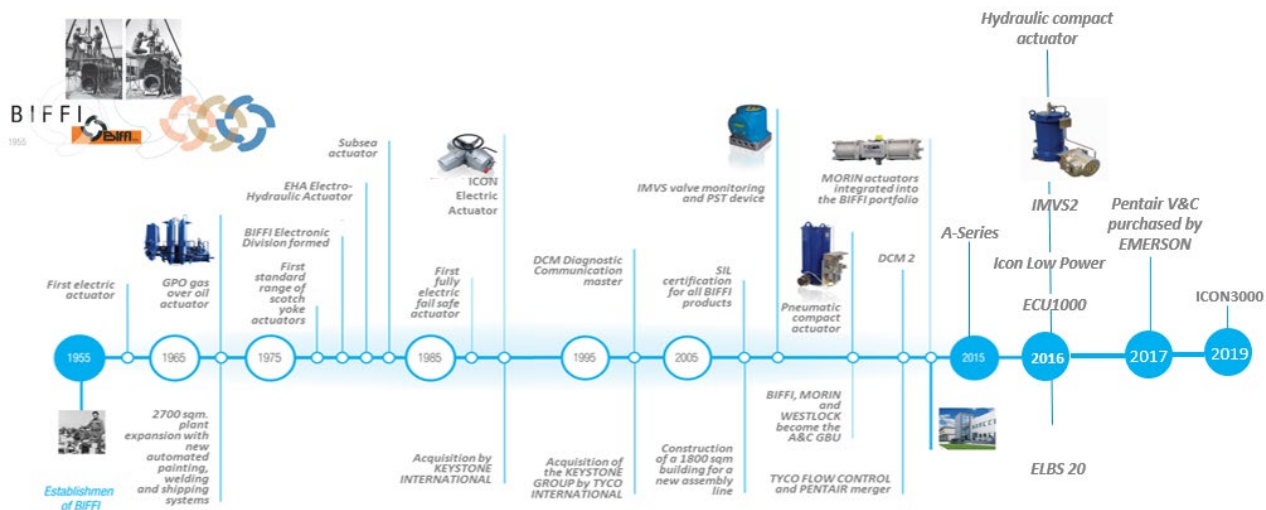 BIFFI
1955
BIFFI
Establishmen
of BIFFI
1955
First electric
actuator
1965
GPO gas
over oil
actuator
2700 sqm.
plant
expansion with
new
automated
painting,
welding
and shipping
systems
1975
First
standard
range of
scotch
yoke
actuators
BIFFI Electronic
Division formed
EHA Electro-
Hydraulic Actuator
Subsea
actuator
1985
First
fully
electric
fail safe
actuator
ICON
Electric
Actuator
Acquisition by
KEYSTONE
INTERNATIONAL
1995
DCM Diagnostic
Communication
master
Acquisition of
the KEYSTONE
GROUP by TYCO
INTERNATIONAL
2005
SIL
certification
for all BIFFI
products
Construction
of a 1800 sqm
building for a
new assembly
line
IMVS valve monitoring
and PST device
Pneumatic
compact
actuator
BIFFI, MORIN
and
WESTLOCK
become the
A&C GBU
DCM 2
TYCO FLOW CONTROL
and PENTAIR merger
MORIN actuators
integrated into
the BIFFI portfolio
2015
A-Series
2016
Hydraulic compact
actuator
IMVS2
Icon Low Power
ECU1000
ELBS 20
2017
Pentair V&C
purchased by
EMERSON
2019
ICON3000